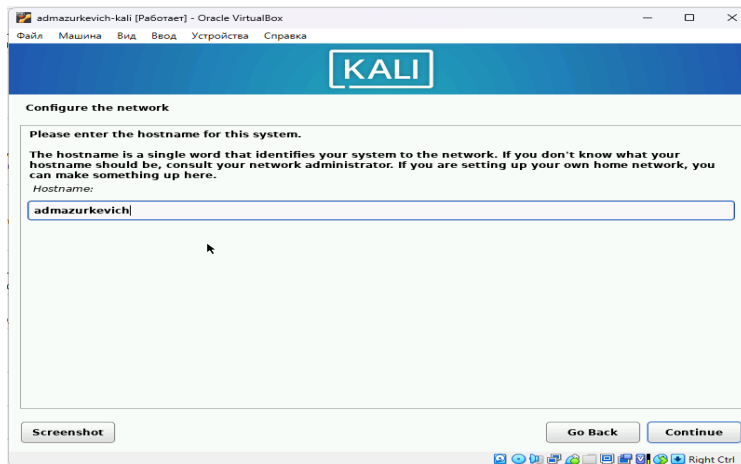 admazurkevich-kali [Работает] - Oracle VirtualBox
Файл Машина Вид Ввод Устройства Справка
KALI
Configure the network
Please enter the hostname for this system.
The hostname is a single word that identifies your system to the network. If you don't know what your
hostname should be, consult your network administrator. If you are setting up your own home network, you
can make something up here.
Hostname:
admazurkevich
Screenshot Go Back Continue
Right Ctrl